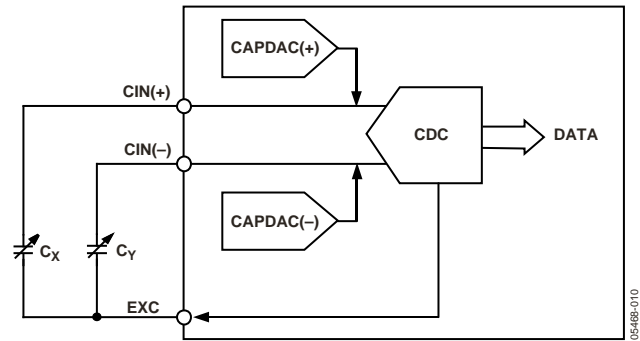 CAPDAC(+)
CIN(+)
CDC
DATA
CIN(–)
CAPDAC(–)
CX
CY
EXC
05468-010